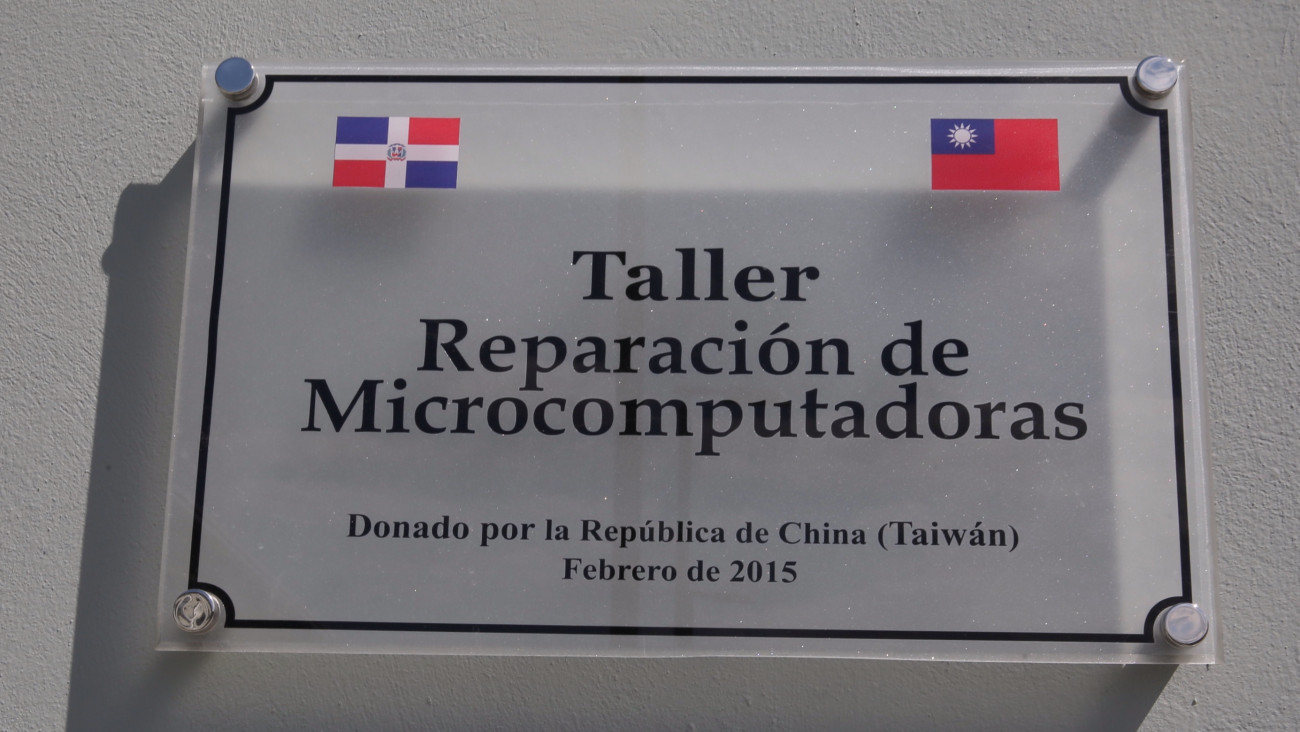 Taller
Reparación de
Microcomputadoras
Donado por la República de China (Taiwán)
Febrero de 2015